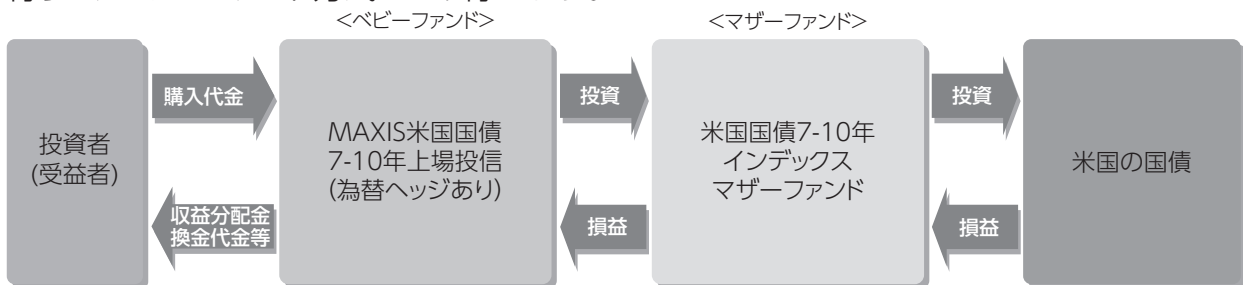 <ベビーファンド>
<マザーファンド>
投資者
(受益者)
購入代金
収益分配金
換金代金等
MAXIS米国国債
7-10年上場投信
(為替ヘッジあり)
投資
損益
米国国債7-10年
インデックス
マザーファンド
投資
損益
米国の国債